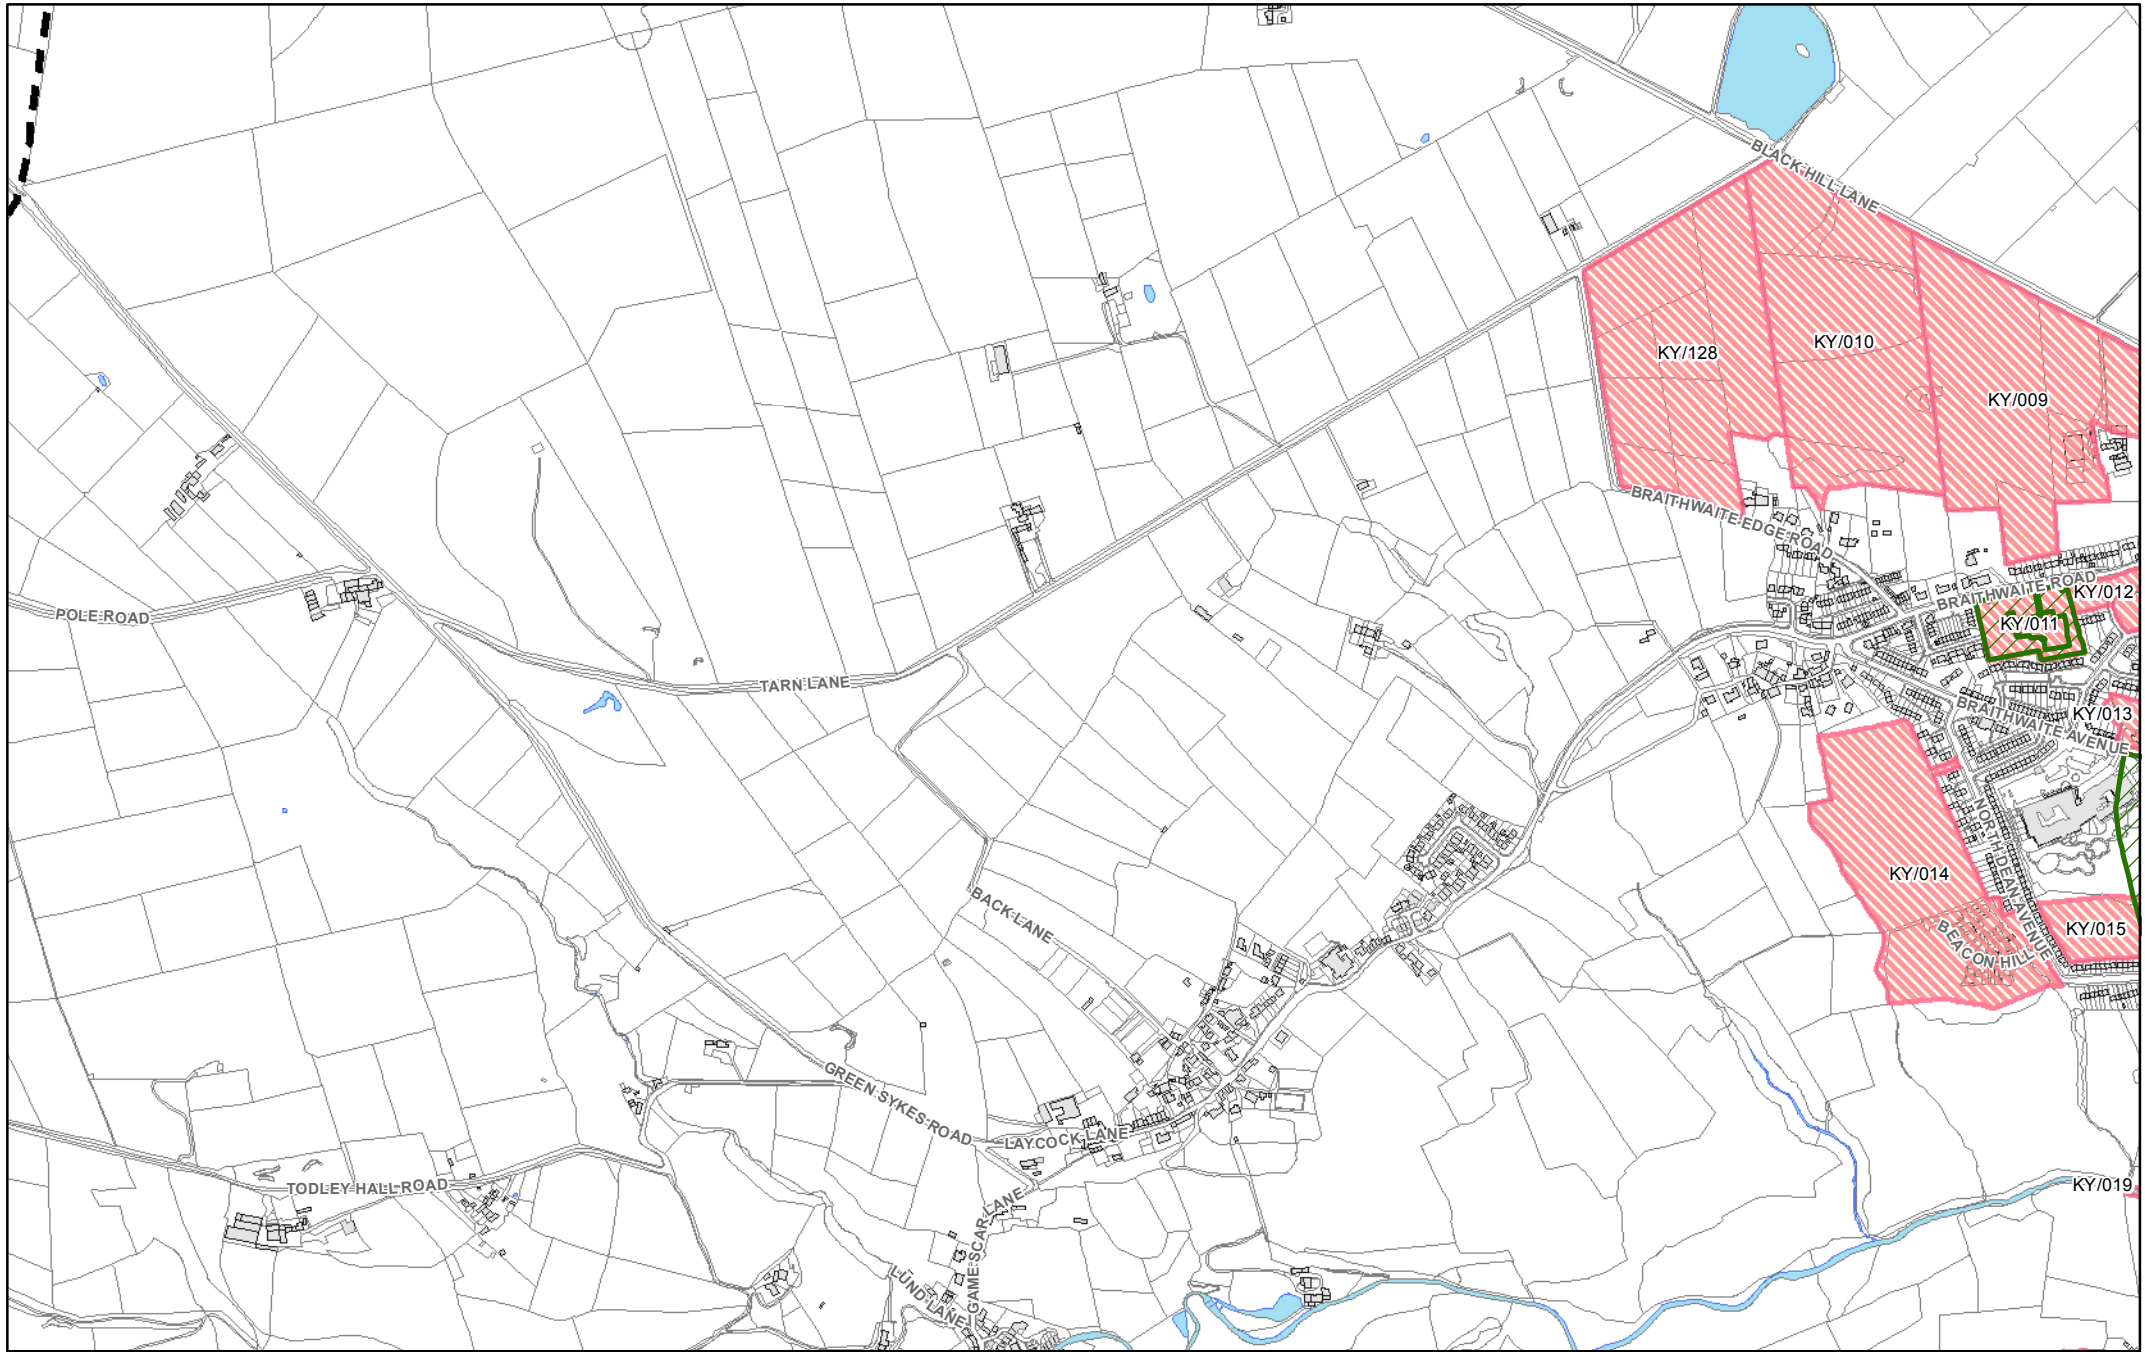 BLACK HILL LANE
KY/128
KY/010
KY/009
BRAITHWAITE EDGE ROAD
BRAITHWAITE ROAD
KY/012
KY/011
POLE ROAD
TARN LANE
KY/013
BRAITHWAITE AVENUE
NORTH DEAN AVENUE
KY/014
BACK LANE
BEACON HILL
KY/015
GREEN SYKES ROAD
LAYCOCK LANE
TODLEY HALL ROAD
KY/019
GAME SCAR LANE
LUND LANE